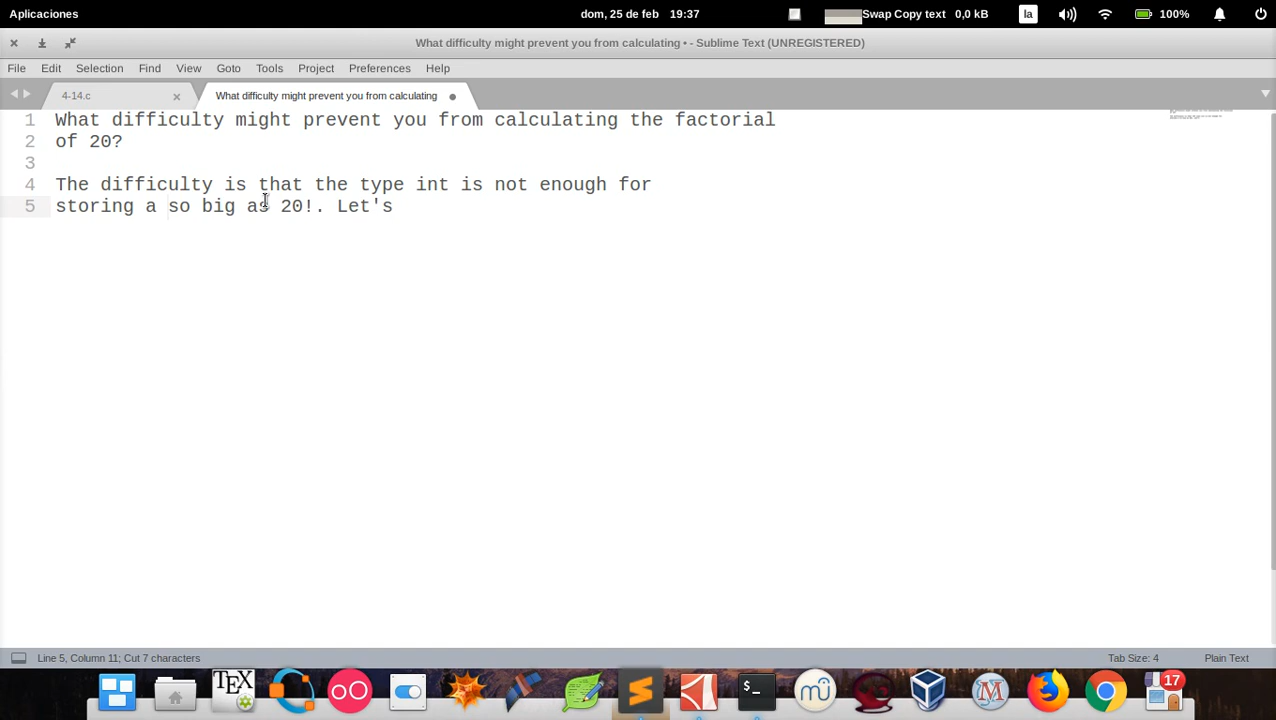 Aplicaciones dom, 25 de feb 19:37 Swap Copy text 0,0 kB la 100%
What difficulty might prevent you from calculating • - Sublime Text (UNREGISTERED)
File Edit Selection Find View Goto Tools Project Preferences Help
4-14.c What difficulty might prevent you from calculating
1 What difficulty might prevent you from calculating the factorial
2 of 20?
3
4 The difficulty is that the type int is not enough for
5 storing a so big as 20!. Let's
Line 5, Column 11; Cut 7 characters Tab Size: 4 Plain Text
TEX mu 17